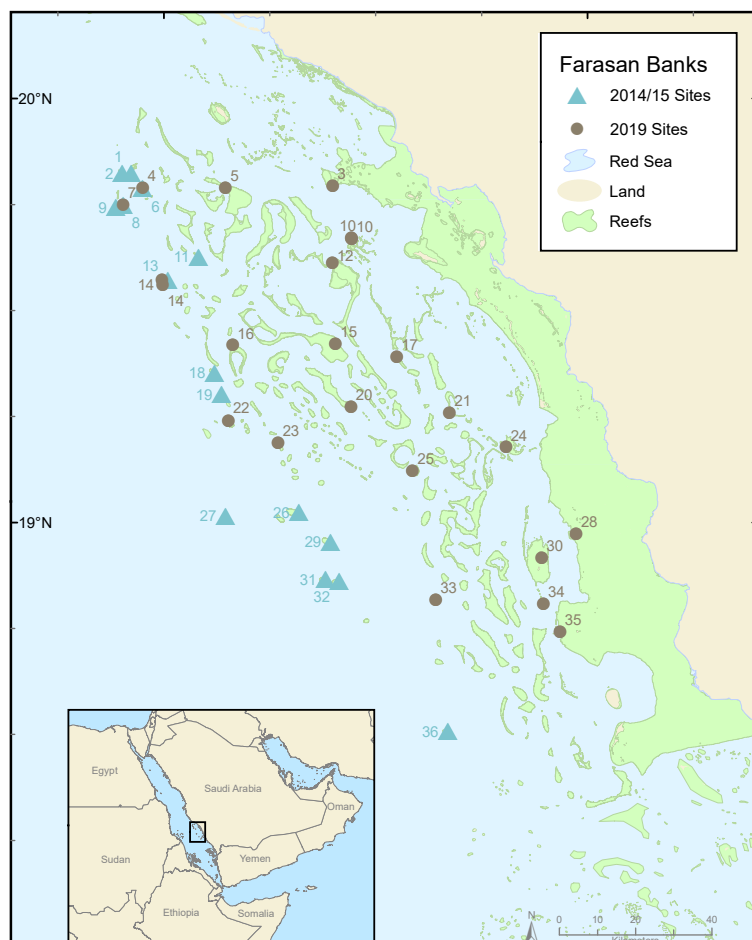 Farasan Banks
2014/15 Sites
2019 Sites
Red Sea
Land
Reefs
20°N
19°N
1
2
4
5
3
7
6
9
8
10 10
11
12
13
14
14
15
16
17
18
19
20
21
22
23
24
25
26
27
28
29
30
31
32
33
34
35
36
Egypt
Saudi Arabia
Oman
Sudan
Yemen
Ethiopia
Somalia
N
0 10 20 40
Kilometers